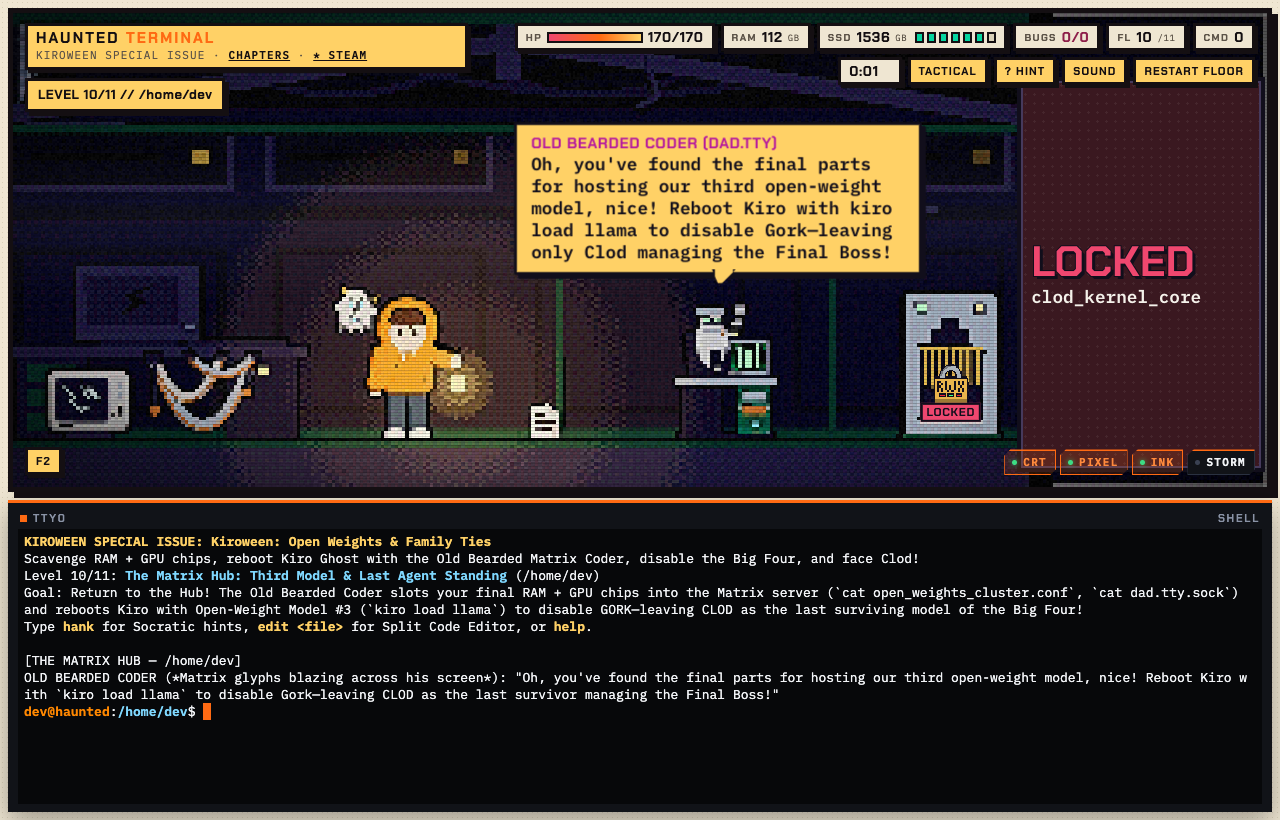 HAUNTED TERMINAL
KIROWEEN SPECIAL ISSUE · CHAPTERS · * STEAM
HP 170/170
RAM 112 GB
SSD 1536 GB
BUGS 0/0
FL 10 /11
CMD 0
0:01
TACTICAL
? HINT
SOUND
RESTART FLOOR
LEVEL 10/11 // /home/dev
OLD BEARDED CODER (DAD.TTY)
Oh, you've found the final parts
for hosting our third open-weight
model, nice! Reboot Kiro with kiro
load llama to disable Gork—leaving
only Clod managing the Final Boss!
LOCKED
clod_kernel_core
RWX
LOCKED
F2
CRT
PIXEL
INK
STORM
TTY0
SHELL
KIROWEEN SPECIAL ISSUE: Kiroween: Open Weights & Family Ties
Scavenge RAM + GPU chips, reboot Kiro Ghost with the Old Bearded Matrix Coder, disable the Big Four, and face Clod!
Level 10/11: The Matrix Hub: Third Model & Last Agent Standing (/home/dev)
Goal: Return to the Hub! The Old Bearded Coder slots your final RAM + GPU chips into the Matrix server (`cat open_weights_cluster.conf`, `cat dad.tty.sock`)
and reboots Kiro with Open-Weight Model #3 (`kiro load llama`) to disable GORK—leaving CLOD as the last surviving model of the Big Four!
Type hank for Socratic hints, edit <file> for Split Code Editor, or help.
[THE MATRIX HUB — /home/dev]
OLD BEARDED CODER (*Matrix glyphs blazing across his screen*): "Oh, you've found the final parts for hosting our third open-weight model, nice! Reboot Kiro w
ith `kiro load llama` to disable Gork—leaving CLOD as the last survivor managing the Final Boss!"
dev@haunted:/home/dev$